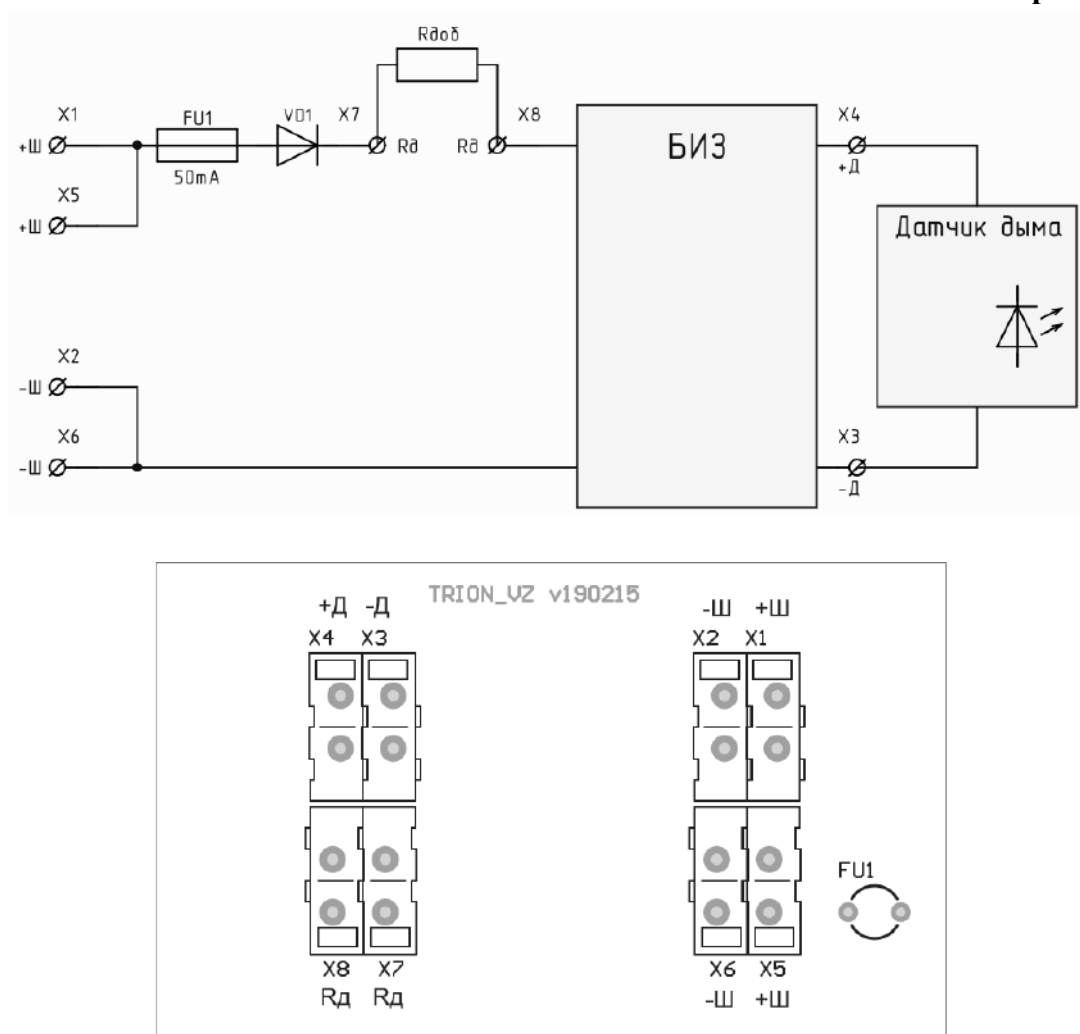 Rдоб
X1 FU1 VD1 X7 X8 БИЗ X4
+Ш Rд Rд +Д
50mA
X5
+Ш
Датчик дыма
X2
-Ш
X6 X3
-Ш -Д
TRION_VZ v190215
+Д -Д -Ш +Ш
X4 X3 X2 X1
FU1
X8 X7 X6 X5
Rд Rд -Ш +Ш